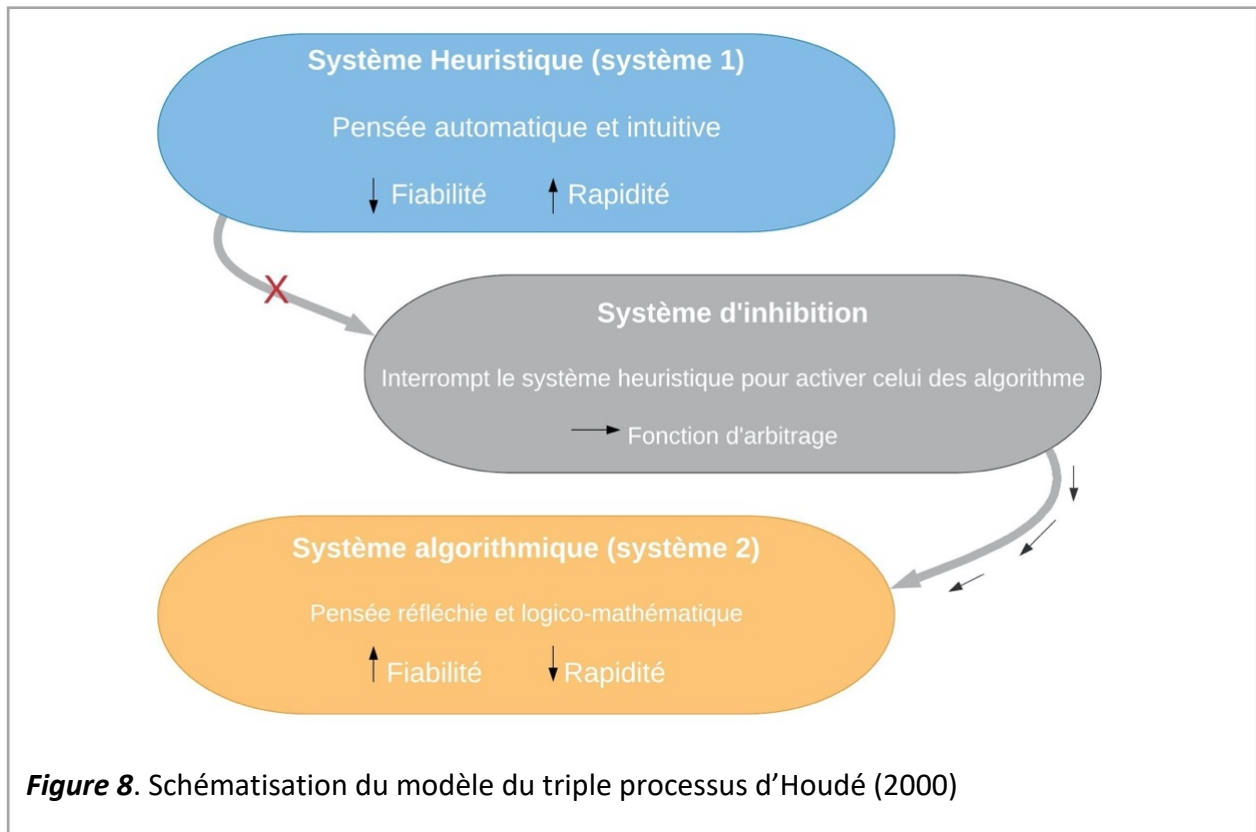 Système Heuristique (système 1)
Pensée automatique et intuitive
↓ Fiabilité ↑ Rapidité
X
Système d'inhibition
Interrompt le système heuristique pour activer celui des algorithme
→ Fonction d'arbitrage
Système algorithmique (système 2)
Pensée réfléchie et logico-mathématique
↑ Fiabilité ↓ Rapidité
Figure 8. Schématisation du modèle du triple processus d’Houdé (2000)